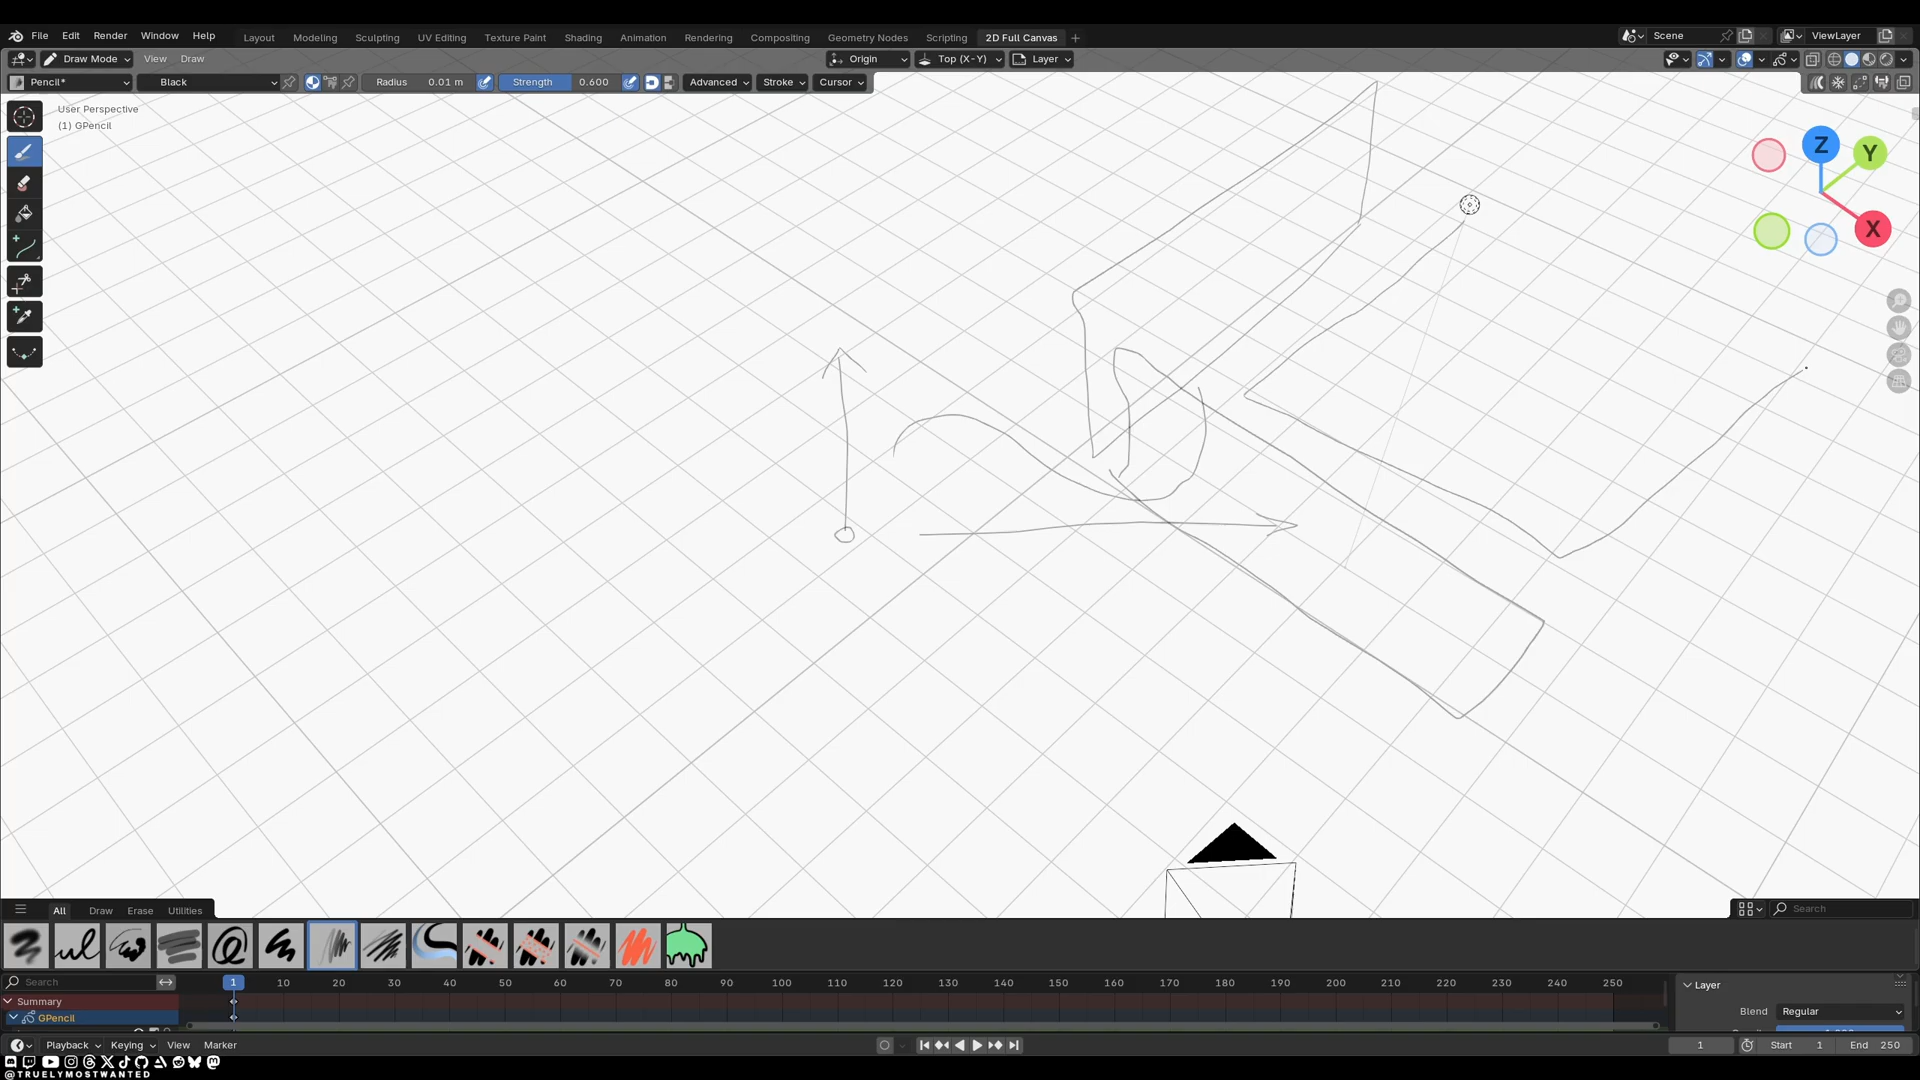 File Edit Render Window Help Layout Modeling Sculpting UV Editing Texture Paint Shading Animation Rendering Compositing Geometry Nodes Scripting 2D Full Canvas + Scene ViewLayer
Draw Mode View Draw Origin Top (X-Y) Layer
Pencil* Black Radius 0.01 m Strength 0.600 Advanced Stroke Cursor
User Perspective
(1) GPencil
Z
Y
X
All Draw Erase Utilities Search
Search 1 10 20 30 40 50 60 70 80 90 100 110 120 130 140 150 160 170 180 190 200 210 220 230 240 250 Layer
Summary
Blend Regular
GPencil
Playback Keying View Marker 1 Start 1 End 250
@TRUELYMOSTWANTED